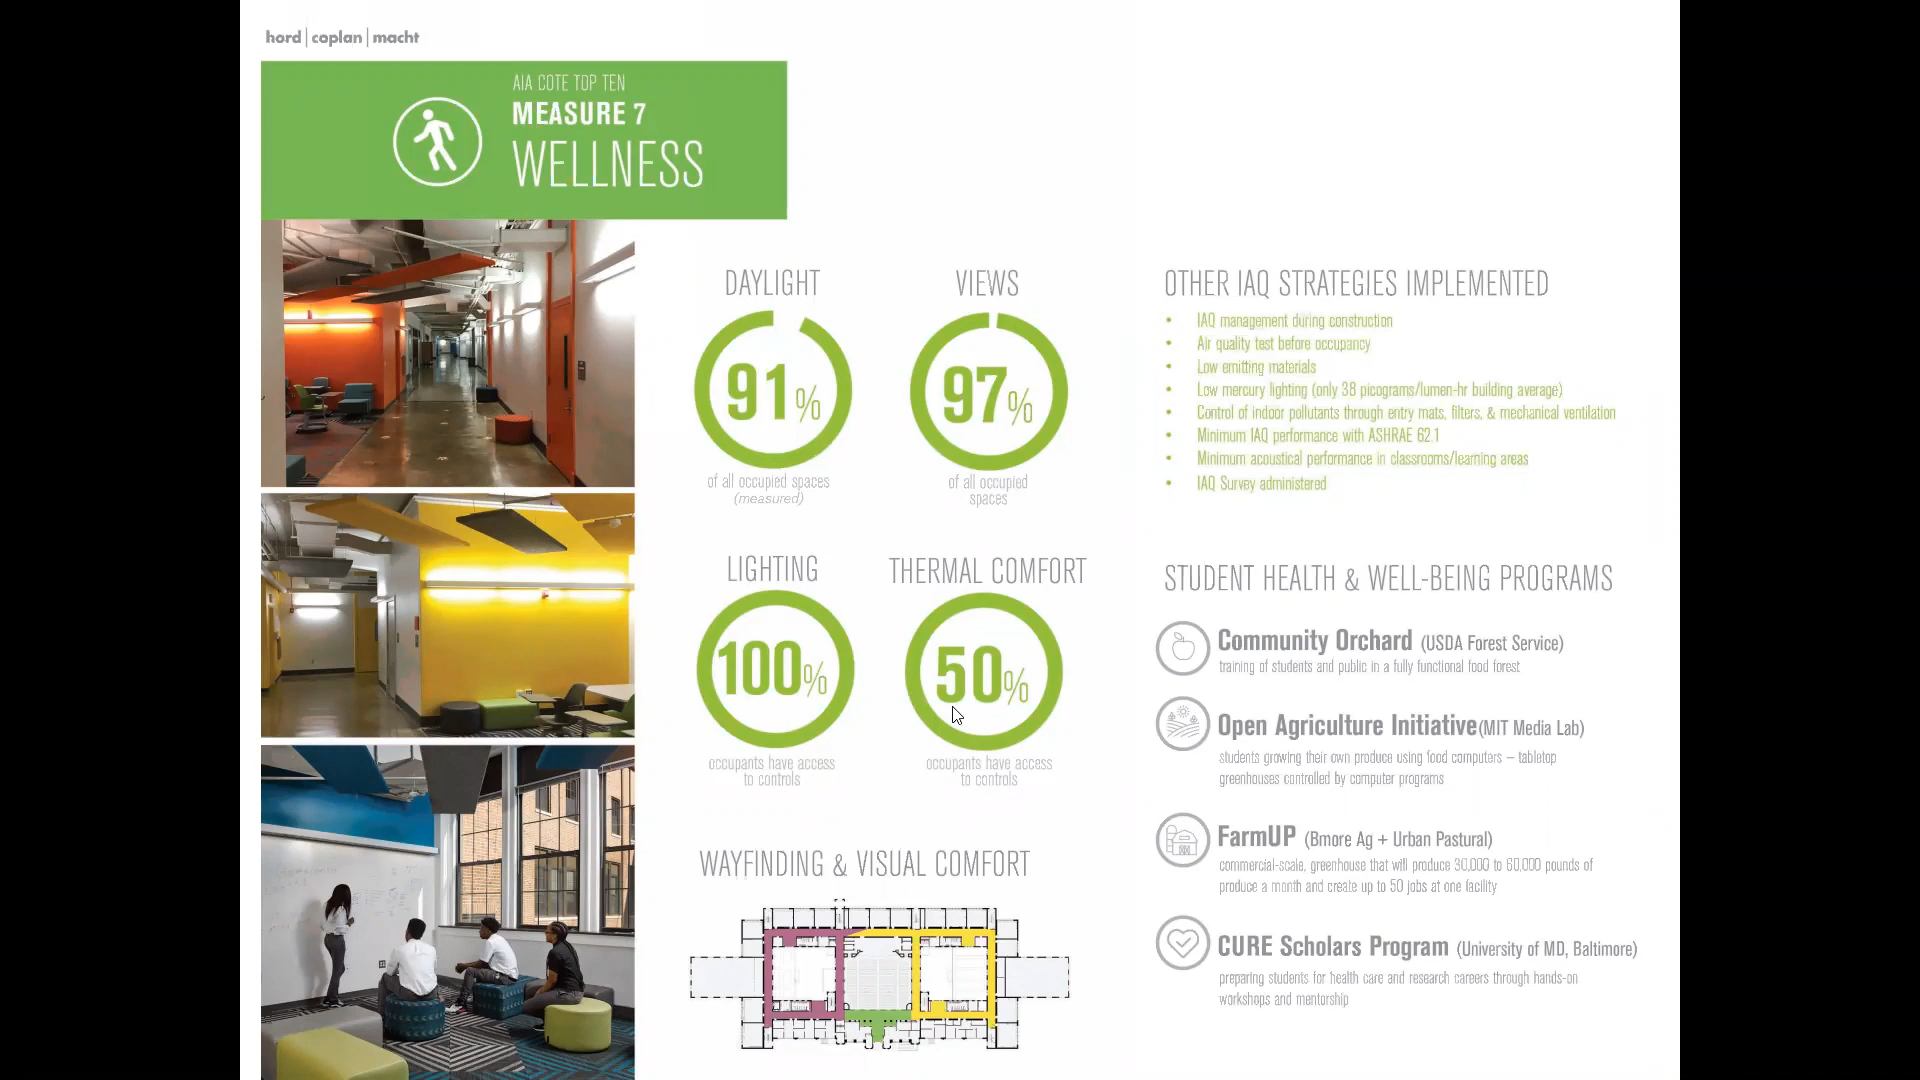 hord | coplan | macht
AIA COTE TOP TEN
MEASURE 7
WELLNESS
DAYLIGHT
91%
of all occupied spaces
(measured)
VIEWS
97%
of all occupied
spaces
LIGHTING
100%
occupants have access
to controls
THERMAL COMFORT
50%
occupants have access
to controls
WAYFINDING & VISUAL COMFORT
OTHER IAQ STRATEGIES IMPLEMENTED
• IAQ management during construction
• Air quality test before occupancy
• Low emitting materials
• Low mercury lighting (only 38 picograms/lumen-hr building average)
• Control of indoor pollutants through entry mats, filters, & mechanical ventilation
• Minimum IAQ performance with ASHRAE 62.1
• Minimum acoustical performance in classrooms/learning areas
• IAQ Survey administered
STUDENT HEALTH & WELL-BEING PROGRAMS
Community Orchard (USDA Forest Service)
training of students and public in a fully functional food forest
Open Agriculture Initiative(MIT Media Lab)
students growing their own produce using food computers – tabletop
greenhouses controlled by computer programs
FarmUP (Bmore Ag + Urban Pastural)
commercial-scale, greenhouse that will produce 30,000 to 60,000 pounds of
produce a month and create up to 50 jobs at one facility
CURE Scholars Program (University of MD, Baltimore)
preparing students for health care and research careers through hands-on
workshops and mentorship